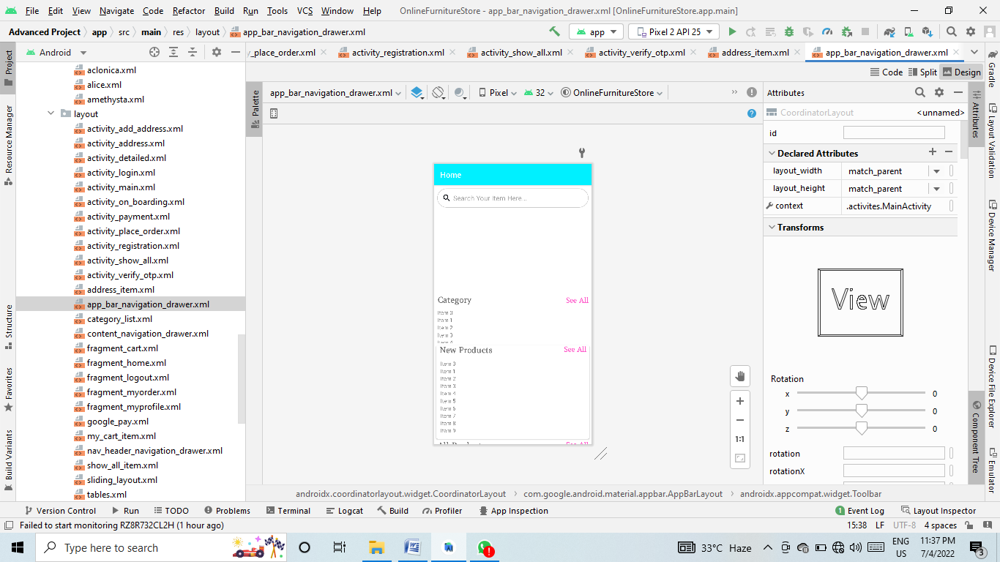 File Edit View Navigate Code Refactor Build Run Tools VCS Window Help OnlineFurnitureStore - app_bar_navigation_drawer.xml [OnlineFurnitureStore.app.main]
Advanced Project app src main res layout app_bar_navigation_drawer.xml app Pixel 2 API 25
Android
_place_order.xml activity_registration.xml activity_show_all.xml activity_verify_otp.xml address_item.xml app_bar_navigation_drawer.xml
Code Split Design
app_bar_navigation_drawer.xml Pixel 32 OnlineFurnitureStore
Project
Resource Manager
Structure
Favorites
Build Variants
aclonica.xml
alice.xml
amethysta.xml
layout
activity_add_address.xml
activity_address.xml
activity_detailed.xml
activity_login.xml
activity_main.xml
activity_on_boarding.xml
activity_payment.xml
activity_place_order.xml
activity_registration.xml
activity_show_all.xml
activity_verify_otp.xml
address_item.xml
app_bar_navigation_drawer.xml
category_list.xml
content_navigation_drawer.xml
fragment_cart.xml
fragment_home.xml
fragment_logout.xml
fragment_myorder.xml
fragment_myprofile.xml
google_pay.xml
my_cart_item.xml
nav_header_navigation_drawer.xml
show_all_item.xml
sliding_layout.xml
tables.xml
Palette
Home
Search Your Item Here...
Category See All
Item 0
Item 1
Item 2
Item 3
Item 4
New Products See All
Item 0
Item 1
Item 2
Item 3
Item 4
Item 5
Item 6
Item 7
Item 8
Item 9
All Products See All
1:1
Attributes
CoordinatorLayout <unnamed>
id
Declared Attributes
layout_width match_parent
layout_height match_parent
context .activites.MainActivity
Transforms
View
Rotation
x 0
y 0
z 0
rotation
rotationX
Attributes
Component Tree
Gradle
Layout Validation
Device Manager
Device File Explorer
Emulator
androidx.coordinatorlayout.widget.CoordinatorLayout com.google.android.material.appbar.AppBarLayout androidx.appcompat.widget.Toolbar
Version Control Run TODO Problems Terminal Logcat Build Profiler App Inspection 1 Event Log Layout Inspector
Failed to start monitoring RZ8R732CL2H (1 hour ago) 15:38 LF UTF-8 4 spaces
Type here to search 33°C Haze ENG US 11:37 PM 7/4/2022 3